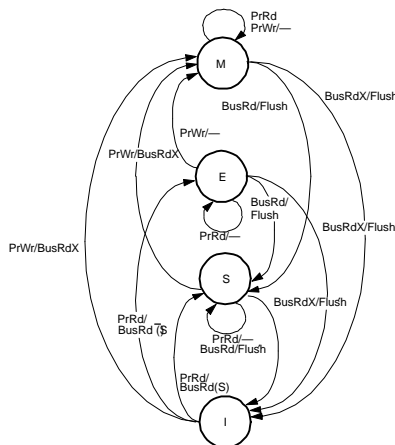 PrRd
PrWr/—
M
BusRdX/Flush
BusRd/Flush
PrWr/—
PrWr/BusRdX
E
BusRd/
Flush
PrRd/—
BusRdX/Flush
PrWr/BusRdX
S
BusRdX/Flush
PrRd/
BusRd (S̅)
PrRd/—
BusRd/Flush
PrRd/
BusRd(S)
I